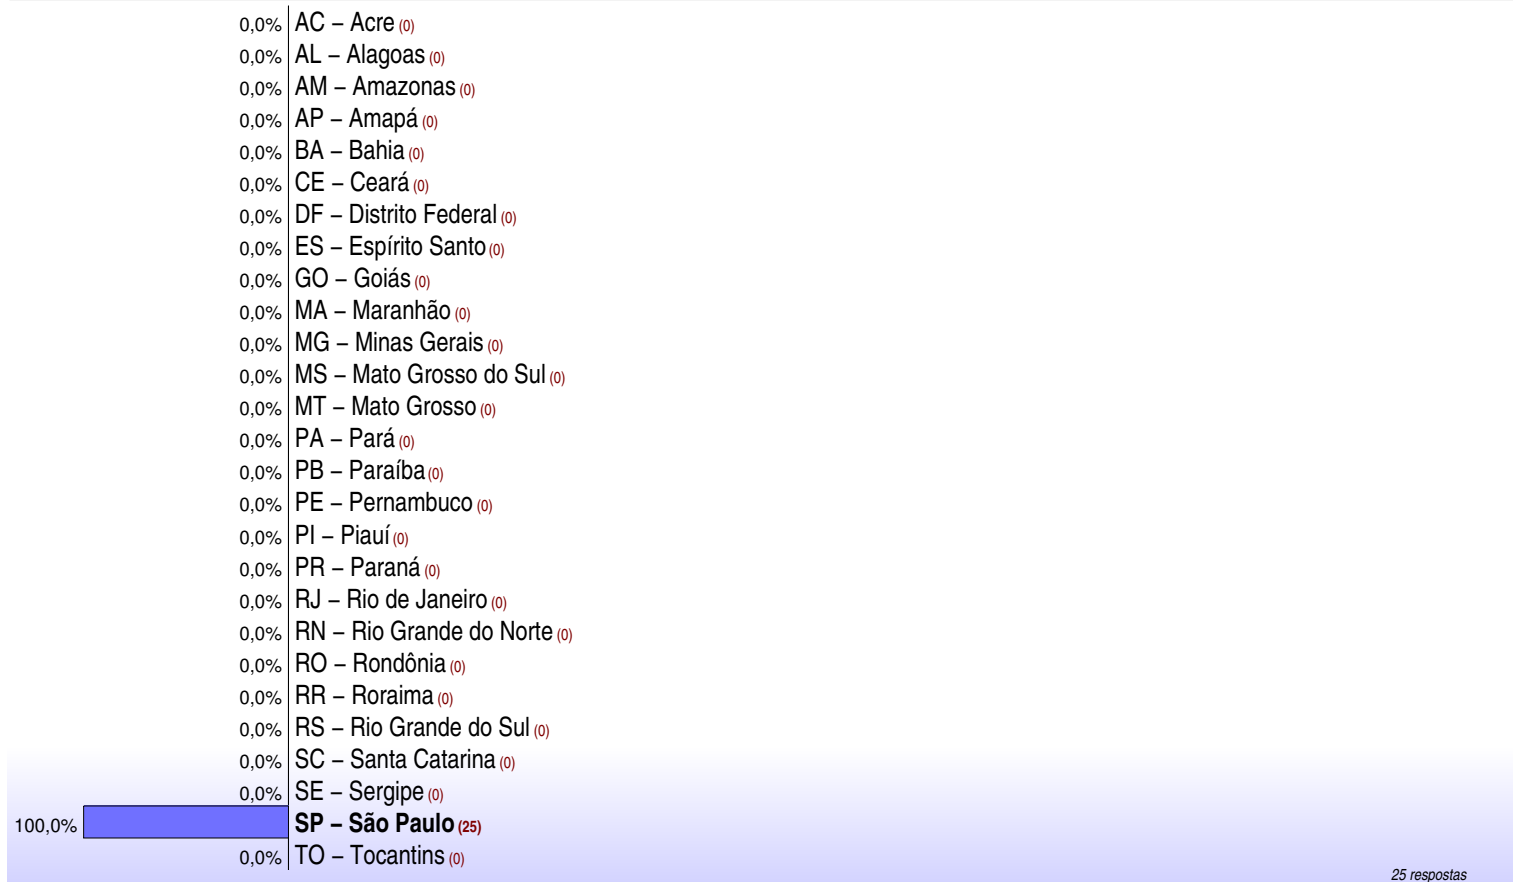 0,0% AC – Acre (0)
0,0% AL – Alagoas (0)
0,0% AM – Amazonas (0)
0,0% AP – Amapá (0)
0,0% BA – Bahia (0)
0,0% CE – Ceará (0)
0,0% DF – Distrito Federal (0)
0,0% ES – Espírito Santo (0)
0,0% GO – Goiás (0)
0,0% MA – Maranhão (0)
0,0% MG – Minas Gerais (0)
0,0% MS – Mato Grosso do Sul (0)
0,0% MT – Mato Grosso (0)
0,0% PA – Pará (0)
0,0% PB – Paraíba (0)
0,0% PE – Pernambuco (0)
0,0% PI – Piauí (0)
0,0% PR – Paraná (0)
0,0% RJ – Rio de Janeiro (0)
0,0% RN – Rio Grande do Norte (0)
0,0% RO – Rondônia (0)
0,0% RR – Roraima (0)
0,0% RS – Rio Grande do Sul (0)
0,0% SC – Santa Catarina (0)
0,0% SE – Sergipe (0)
100,0% SP – São Paulo (25)
0,0% TO – Tocantins (0)
25 respostas